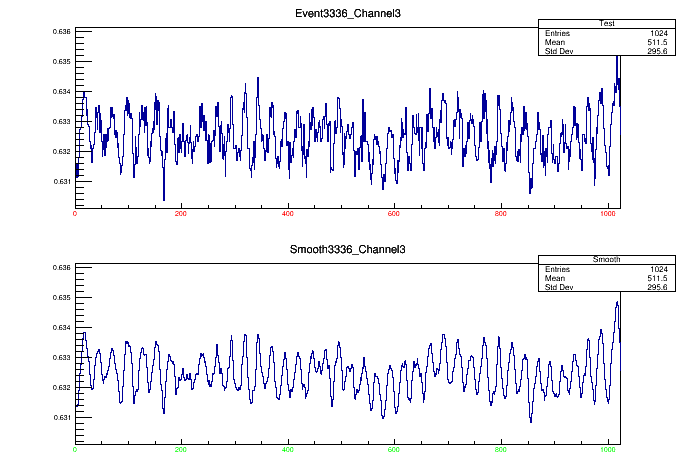 Event3336_Channel3
Test
Entries 1024
Mean 511.5
Std Dev 295.6
0.636
0.635
0.634
0.633
0.632
0.631
0 200 400 600 800 1000
Smooth3336_Channel3
Smooth
Entries 1024
Mean 511.5
Std Dev 295.6
0.636
0.635
0.634
0.633
0.632
0.631
0 200 400 600 800 1000